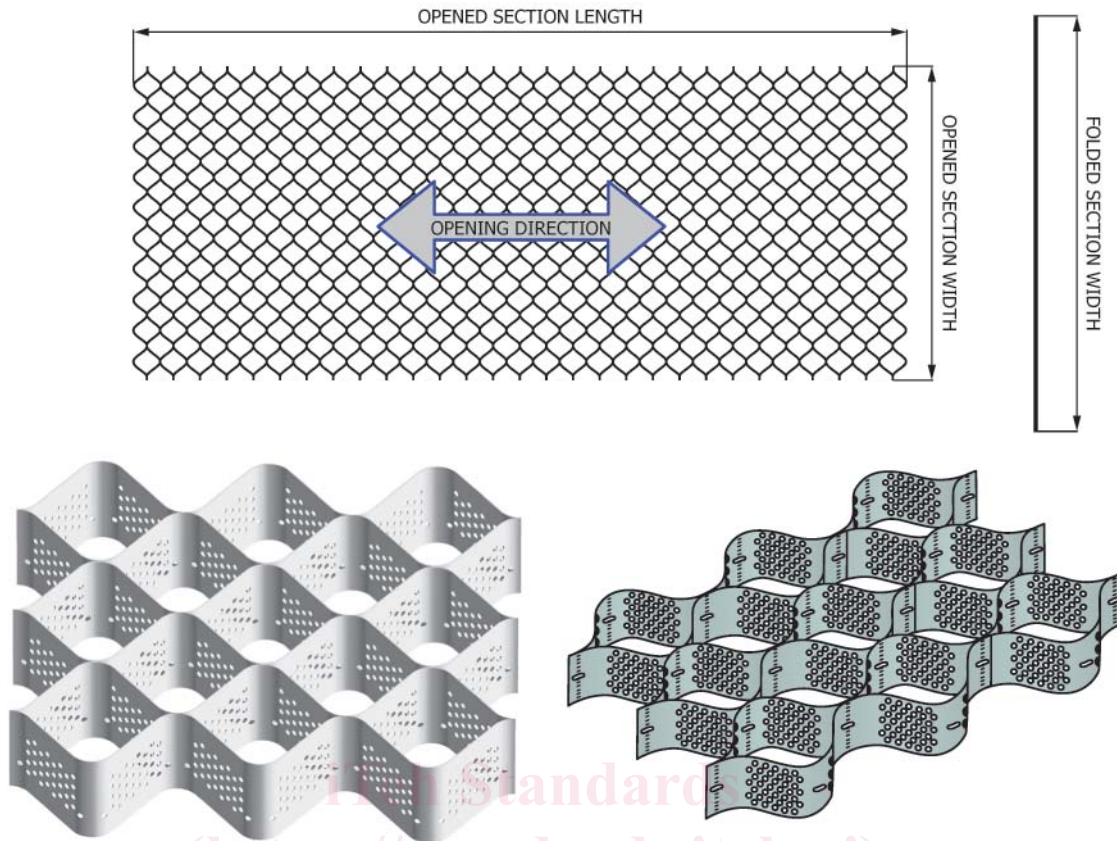 OPENED SECTION LENGTH
OPENING DIRECTION
OPENED SECTION WIDTH
FOLDED SECTION WIDTH
iTeh Standards